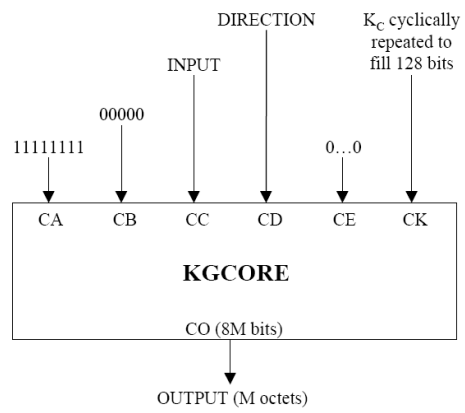 DIRECTION
K_C cyclically
repeated to
fill 128 bits
INPUT
00000
11111111
0…0
CA CB CC CD CE CK
KGCORE
CO (8M bits)
OUTPUT (M octets)